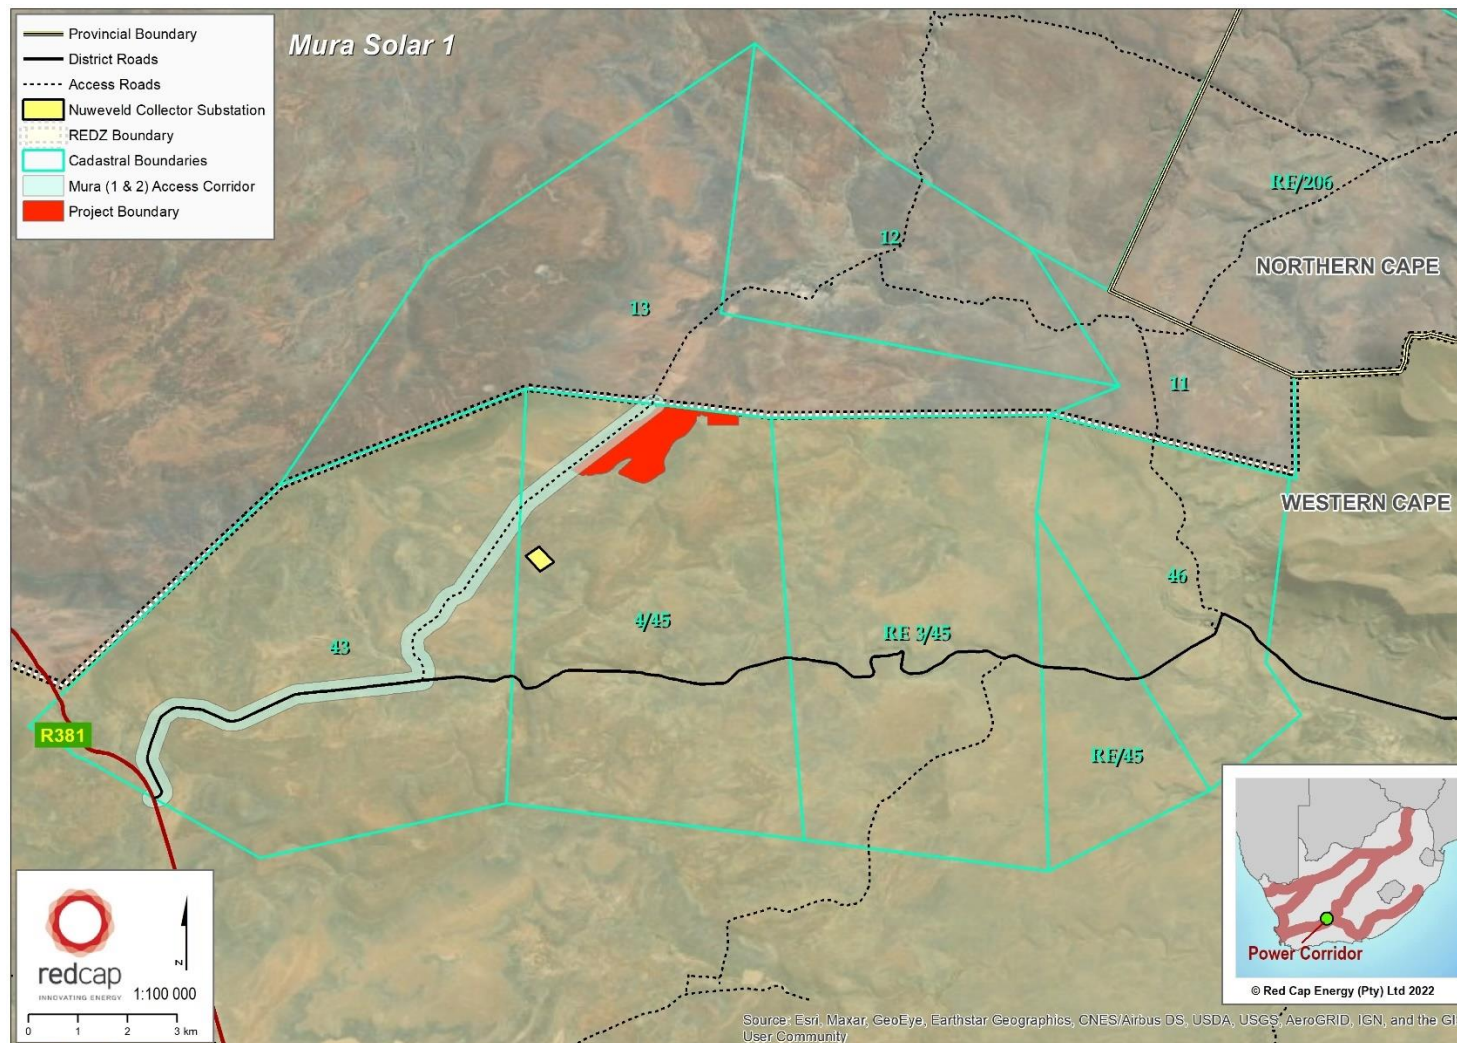 Mura Solar 1
Provincial Boundary
District Roads
Access Roads
Nuweveld Collector Substation
REDZ Boundary
Cadastral Boundaries
Mura (1 & 2) Access Corridor
Project Boundary
RE/206
12
NORTHERN CAPE
13
11
WESTERN CAPE
46
4/45
RE 3/45
43
R381
RE/45
redcap
INNOVATING ENERGY
N
1:100 000
0 1 2 3 km
Power Corridor
© Red Cap Energy (Pty) Ltd 2022
Source: Esri, Maxar, GeoEye, Earthstar Geographics, CNES/Airbus DS, USDA, USGS, AeroGRID, IGN, and the GI
User Community